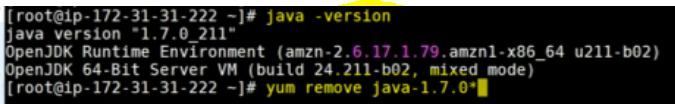 [root@ip-172-31-31-222 ~]# java -version
java version "1.7.0_211"
OpenJDK Runtime Environment (amzn-2.6.17.1.79.amzn1-x86_64 u211-b02)
OpenJDK 64-Bit Server VM (build 24.211-b02, mixed mode)
[root@ip-172-31-31-222 ~]# yum remove java-1.7.0*